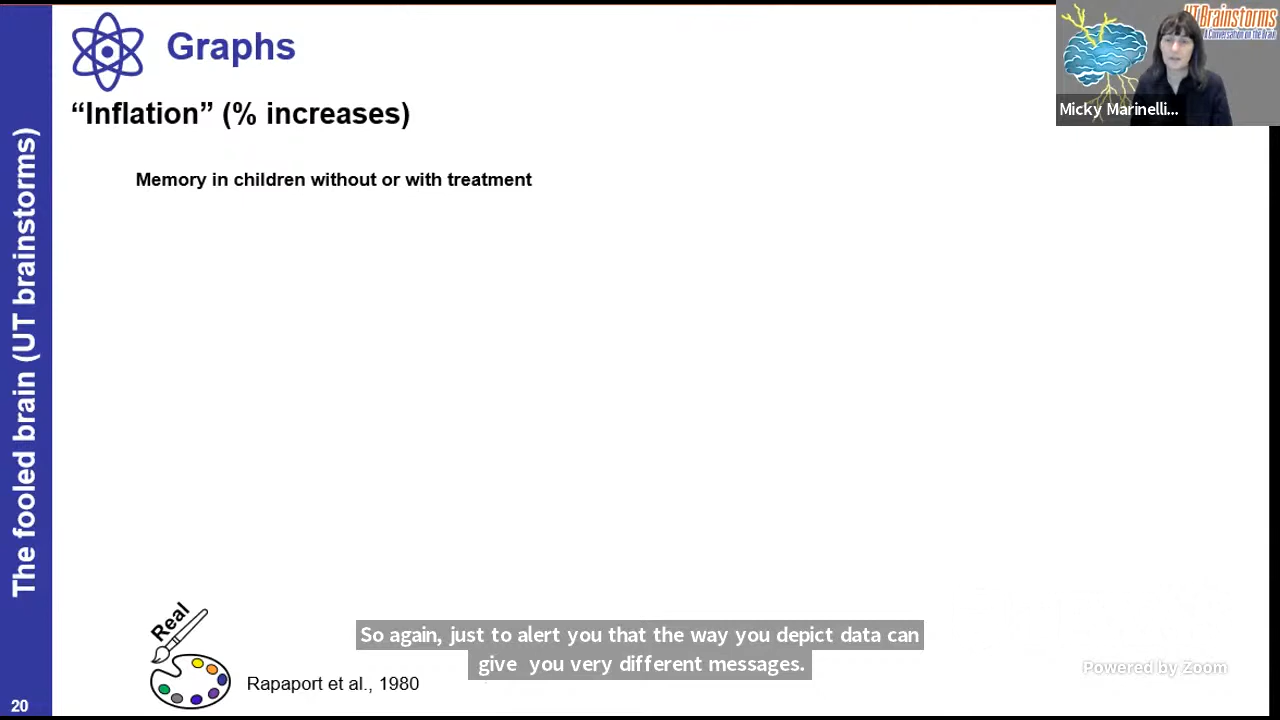 Graphs
"Inflation" (% increases)
Memory in children without or with treatment
The fooled brain (UT brainstorms)
UT Brainstorms
A Conversation on the Brain
Micky Marinelli...
Real
Rapaport et al., 1980
So again, just to alert you that the way you depict data can
give you very different messages.
Powered by Zoom
20